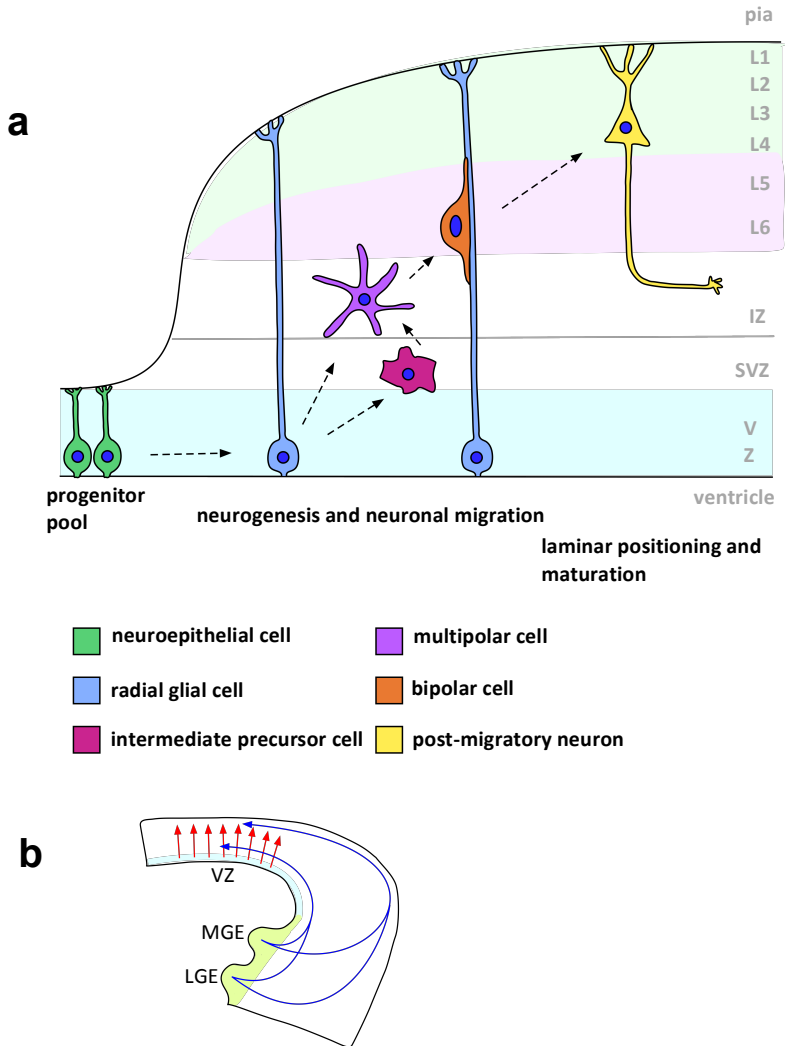 pia
a
L1
L2
L3
L4
L5
L6
IZ
SVZ
V
Z
progenitor
pool
neurogenesis and neuronal migration
ventricle
laminar positioning and
maturation
neuroepithelial cell
multipolar cell
radial glial cell
bipolar cell
intermediate precursor cell
post-migratory neuron
b
VZ
MGE
LGE